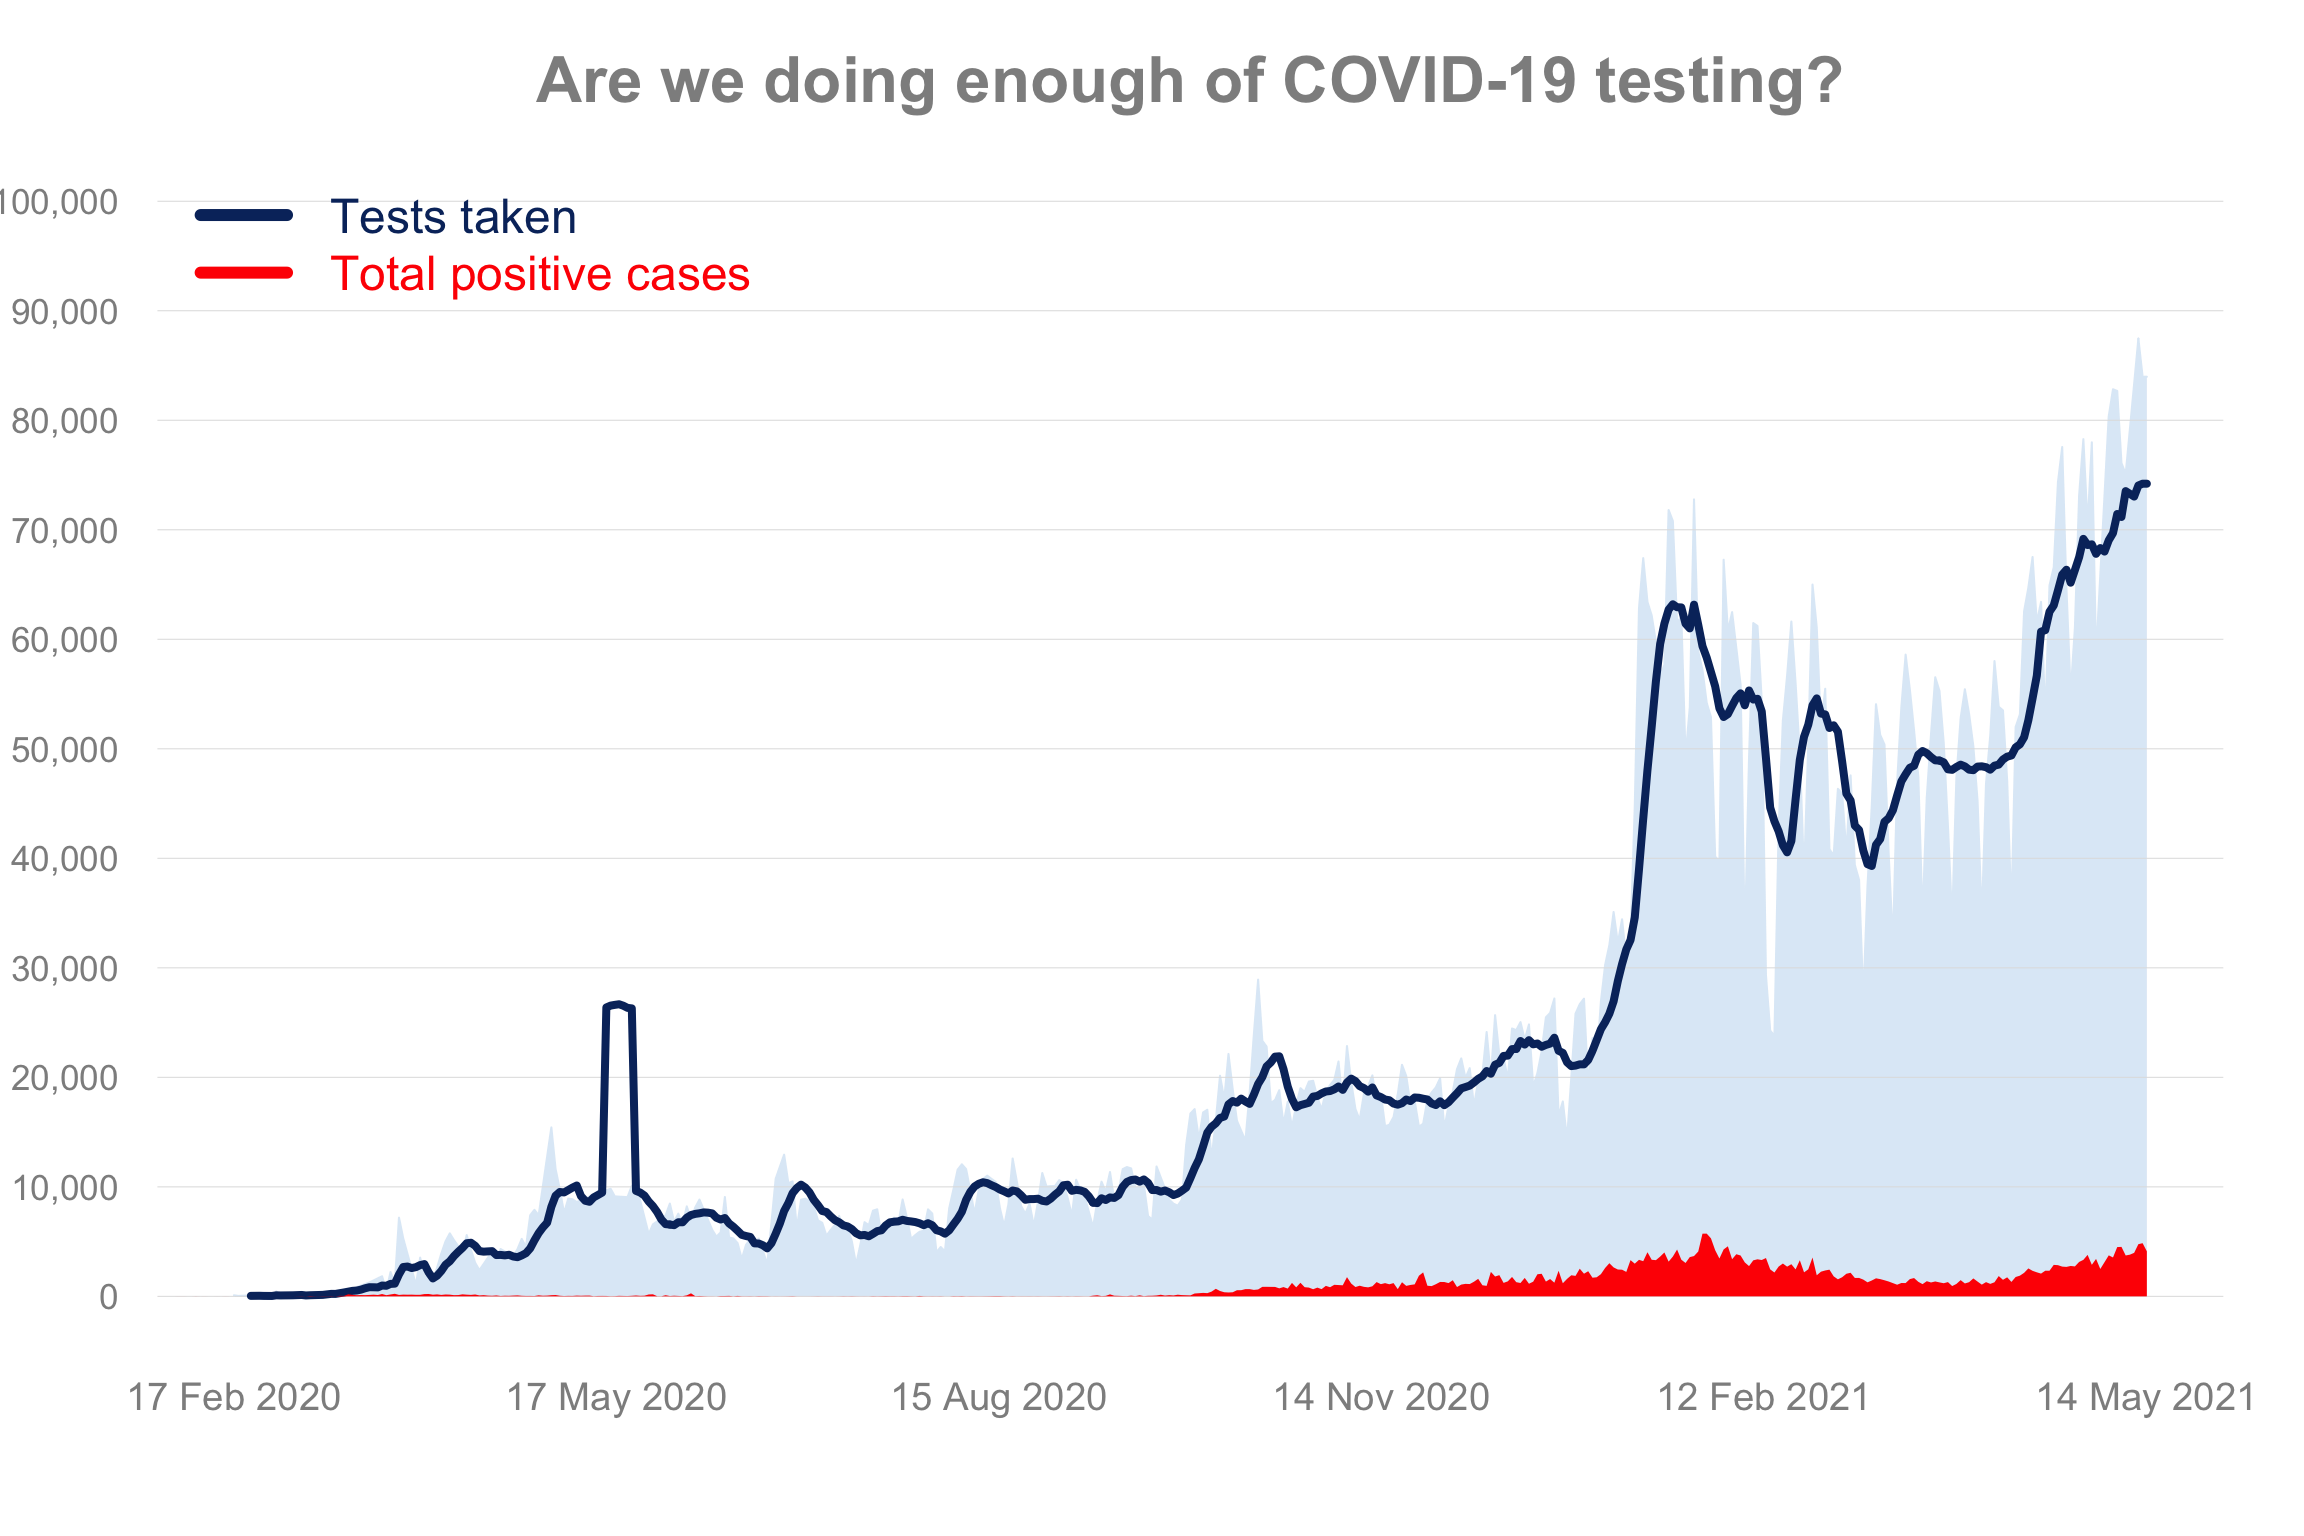 Are we doing enough of COVID-19 testing?
100,000
Tests taken
Total positive cases
90,000
80,000
70,000
60,000
50,000
40,000
30,000
20,000
10,000
0
17 Feb 2020 17 May 2020 15 Aug 2020 14 Nov 2020 12 Feb 2021 14 May 2021